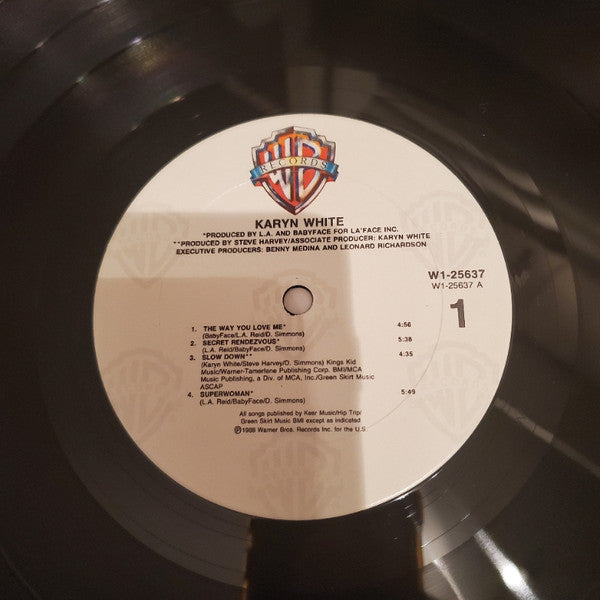 WB
RECORDS
KARYN WHITE
*PRODUCED BY L.A. AND BABYFACE FOR LA'FACE INC.
**PRODUCED BY STEVE HARVEY/ASSOCIATE PRODUCER: KARYN WHITE
EXECUTIVE PRODUCERS: BENNY MEDINA AND LEONARD RICHARDSON
W1-25637
W1-25637 A
1
1. THE WAY YOU LOVE ME* 4:56
(BabyFace/L.A. Reid/D. Simmons)
2. SECRET RENDEZVOUS* 5:38
(L.A. Reid/BabyFace/D. Simmons)
3. SLOW DOWN** 4:35
(Karyn White/Steve Harvey/D. Simmons) Kings Kid
Music/Warner-Tamerlane Publishing Corp. BMI/MCA
Music Publishing, a Div. of MCA, Inc./Green Skirt Music
ASCAP
4. SUPERWOMAN* 5:49
(L.A. Reid/BabyFace/D. Simmons)
All songs published by Kear Music/Hip Trip/
Green Skirt Music BMI except as indicated
℗1988 Warner Bros. Records Inc. for the U.S.